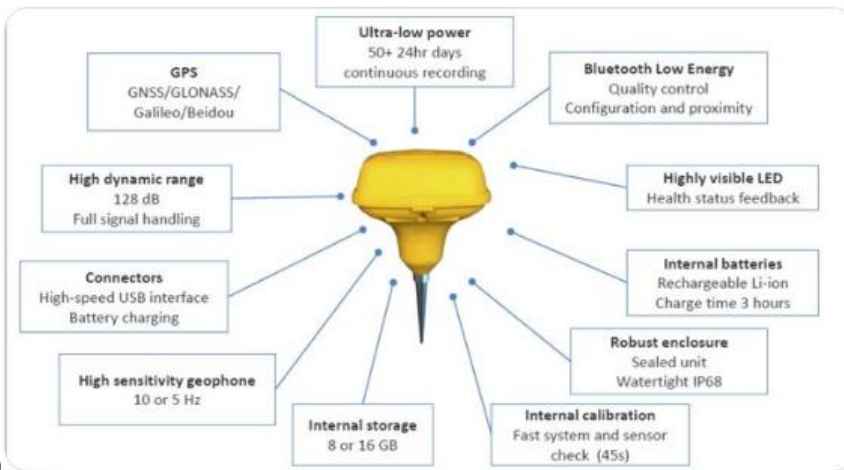 Ultra-low power
50+ 24hr days
continuous recording
GPS
GNSS/GLONASS/
Galileo/Beidou
Bluetooth Low Energy
Quality control
Configuration and proximity
High dynamic range
128 dB
Full signal handling
Highly visible LED
Health status feedback
Connectors
High-speed USB interface
Battery charging
Internal batteries
Rechargeable Li-ion
Charge time 3 hours
High sensitivity geophone
10 or 5 Hz
Robust enclosure
Sealed unit
Watertight IP68
Internal storage
8 or 16 GB
Internal calibration
Fast system and sensor
check (45s)